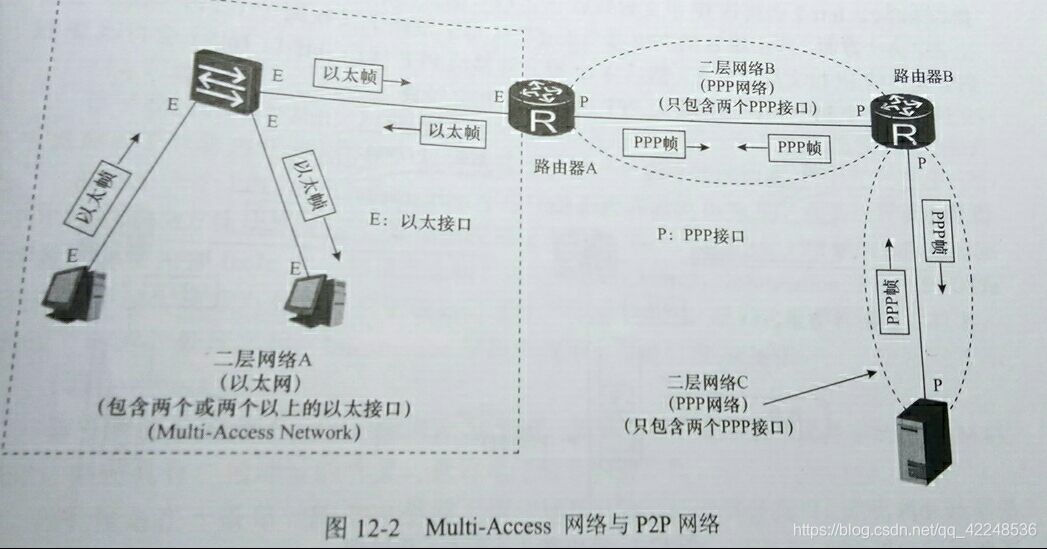 E
以太帧
E
E
E
以太帧
E
P
路由器A
二层网络B
(PPP网络)
(只包含两个PPP接口)
PPP帧
PPP帧
P
路由器B
P
以太帧
以太帧
E: 以太接口
P: PPP接口
PPP帧
PPP帧
E
E
二层网络A
(以太网)
(包含两个或两个以上的以太接口)
(Multi-Access Network)
二层网络C
(PPP网络)
(只包含两个PPP接口)
P
R
R
图 12-2 Multi-Access 网络与 P2P 网络
https://blog.csdn.net/qq_42248536